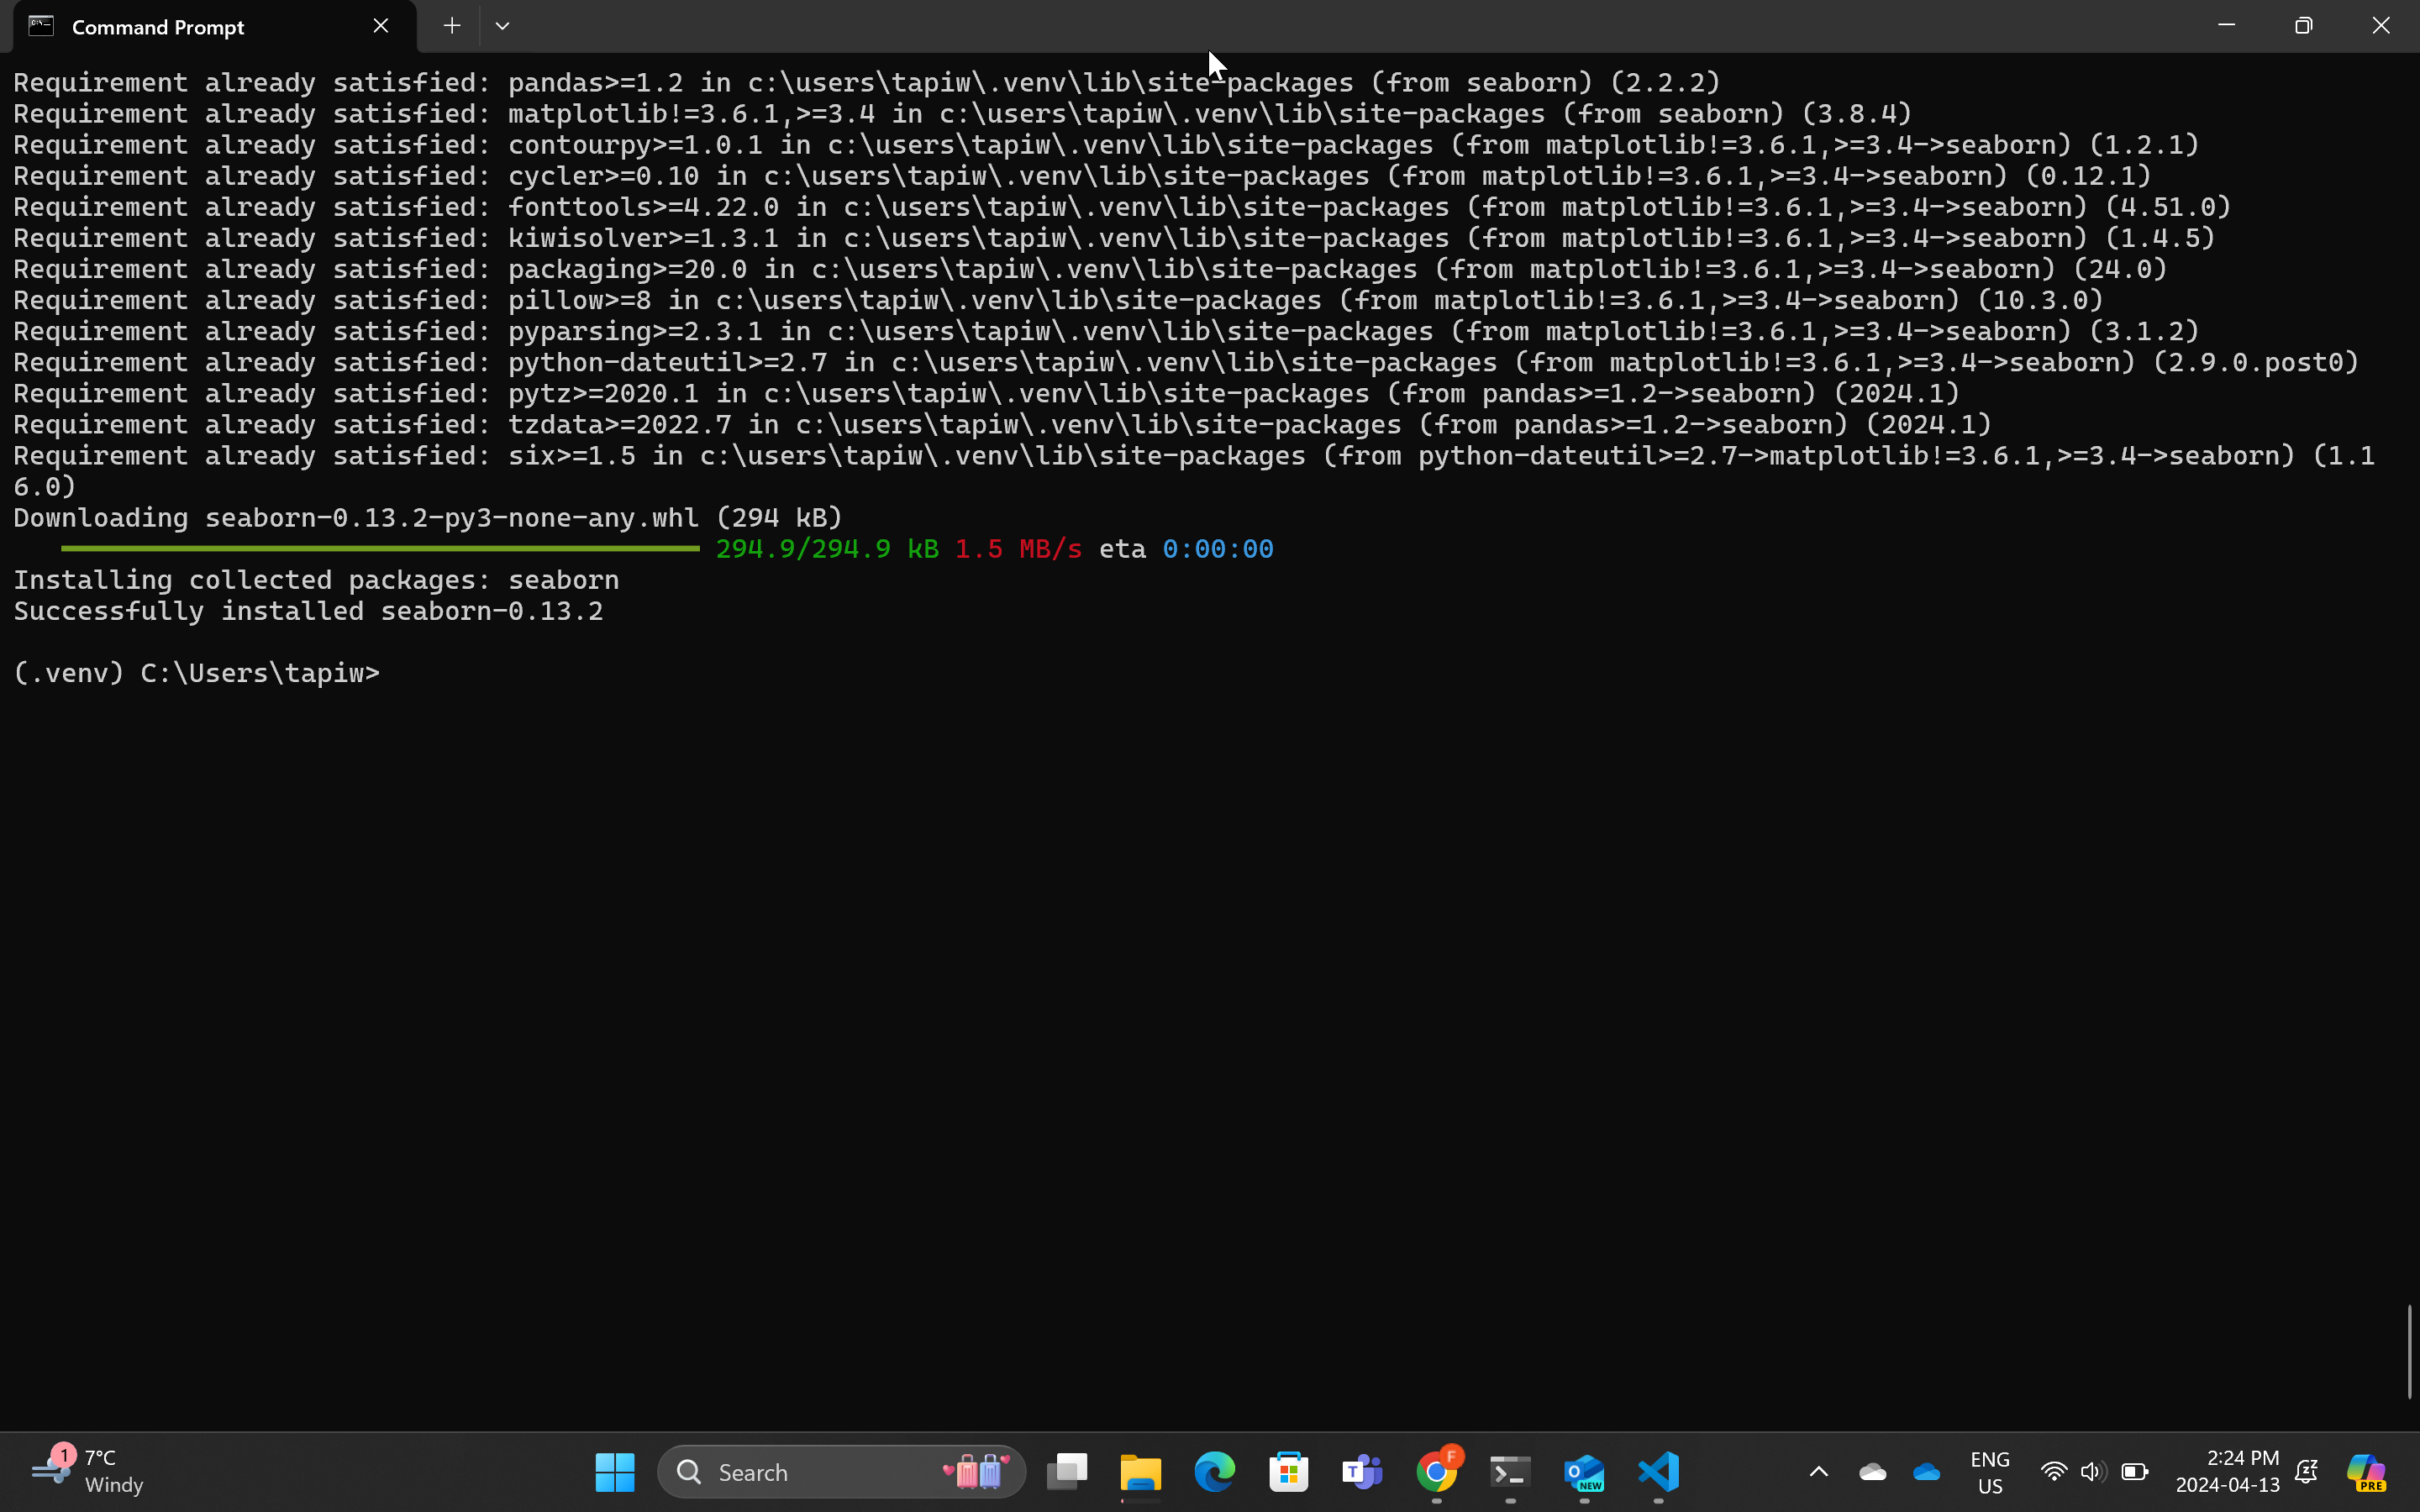 Command Prompt
Requirement already satisfied: pandas>=1.2 in c:\users\tapiw\.venv\lib\site-packages (from seaborn) (2.2.2)
Requirement already satisfied: matplotlib!=3.6.1,>=3.4 in c:\users\tapiw\.venv\lib\site-packages (from seaborn) (3.8.4)
Requirement already satisfied: contourpy>=1.0.1 in c:\users\tapiw\.venv\lib\site-packages (from matplotlib!=3.6.1,>=3.4->seaborn) (1.2.1)
Requirement already satisfied: cycler>=0.10 in c:\users\tapiw\.venv\lib\site-packages (from matplotlib!=3.6.1,>=3.4->seaborn) (0.12.1)
Requirement already satisfied: fonttools>=4.22.0 in c:\users\tapiw\.venv\lib\site-packages (from matplotlib!=3.6.1,>=3.4->seaborn) (4.51.0)
Requirement already satisfied: kiwisolver>=1.3.1 in c:\users\tapiw\.venv\lib\site-packages (from matplotlib!=3.6.1,>=3.4->seaborn) (1.4.5)
Requirement already satisfied: packaging>=20.0 in c:\users\tapiw\.venv\lib\site-packages (from matplotlib!=3.6.1,>=3.4->seaborn) (24.0)
Requirement already satisfied: pillow>=8 in c:\users\tapiw\.venv\lib\site-packages (from matplotlib!=3.6.1,>=3.4->seaborn) (10.3.0)
Requirement already satisfied: pyparsing>=2.3.1 in c:\users\tapiw\.venv\lib\site-packages (from matplotlib!=3.6.1,>=3.4->seaborn) (3.1.2)
Requirement already satisfied: python-dateutil>=2.7 in c:\users\tapiw\.venv\lib\site-packages (from matplotlib!=3.6.1,>=3.4->seaborn) (2.9.0.post0)
Requirement already satisfied: pytz>=2020.1 in c:\users\tapiw\.venv\lib\site-packages (from pandas>=1.2->seaborn) (2024.1)
Requirement already satisfied: tzdata>=2022.7 in c:\users\tapiw\.venv\lib\site-packages (from pandas>=1.2->seaborn) (2024.1)
Requirement already satisfied: six>=1.5 in c:\users\tapiw\.venv\lib\site-packages (from python-dateutil>=2.7->matplotlib!=3.6.1,>=3.4->seaborn) (1.1
6.0)
Downloading seaborn-0.13.2-py3-none-any.whl (294 kB)
294.9/294.9 kB 1.5 MB/s eta 0:00:00
Installing collected packages: seaborn
Successfully installed seaborn-0.13.2
(.venv) C:\Users\tapiw>
1
7°C
Windy
Search
T
F
O
NEW
ENG
US
2:24 PM
2024-04-13
PRE